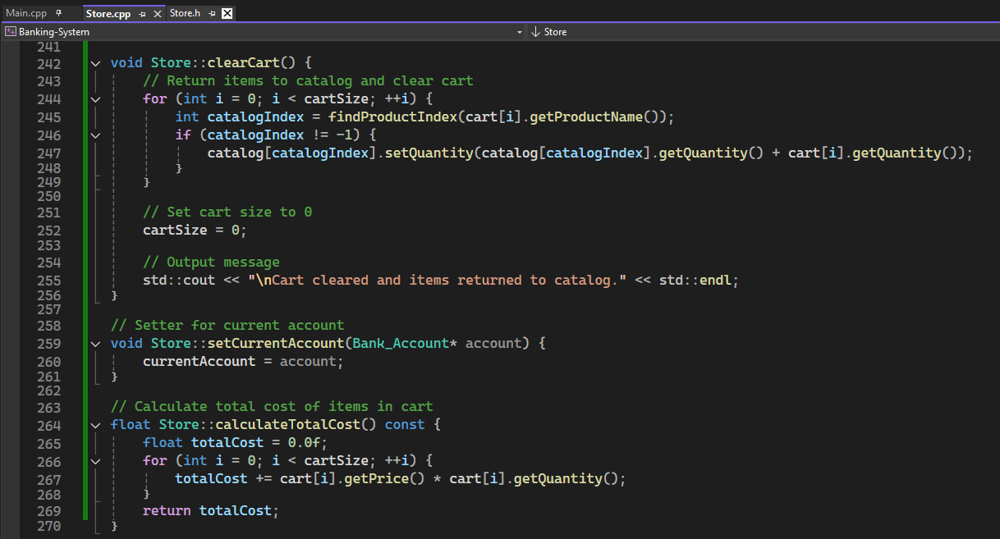 Main.cpp Store.cpp Store.h
Banking-System Store
241
242 void Store::clearCart() {
243 // Return items to catalog and clear cart
244 for (int i = 0; i < cartSize; ++i) {
245 int catalogIndex = findProductIndex(cart[i].getProductName());
246 if (catalogIndex != -1) {
247 catalog[catalogIndex].setQuantity(catalog[catalogIndex].getQuantity() + cart[i].getQuantity());
248 }
249 }
250
251 // Set cart size to 0
252 cartSize = 0;
253
254 // Output message
255 std::cout << "\nCart cleared and items returned to catalog." << std::endl;
256 }
257
258 // Setter for current account
259 void Store::setCurrentAccount(Bank_Account* account) {
260 currentAccount = account;
261 }
262
263 // Calculate total cost of items in cart
264 float Store::calculateTotalCost() const {
265 float totalCost = 0.0f;
266 for (int i = 0; i < cartSize; ++i) {
267 totalCost += cart[i].getPrice() * cart[i].getQuantity();
268 }
269 return totalCost;
270 }